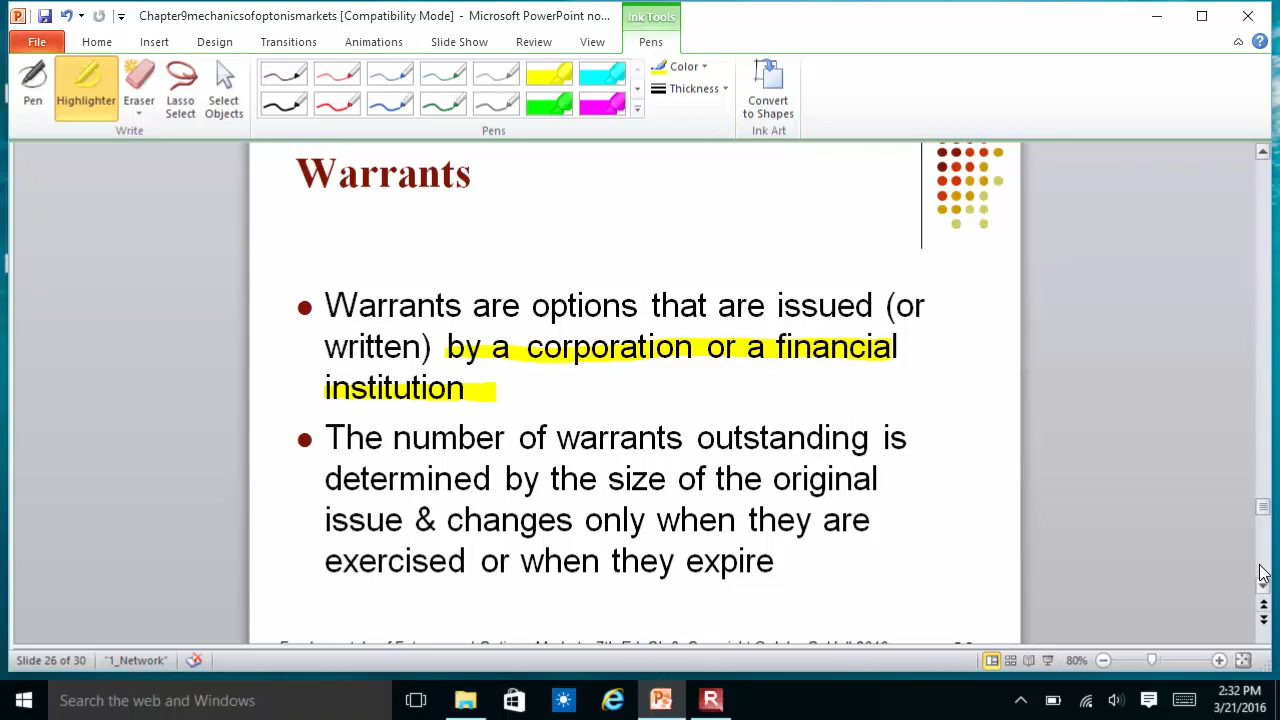 Chapter9mechanicsofoptonismarkets [Compatibility Mode] - Microsoft PowerPoint no...
Ink Tools
File Home Insert Design Transitions Animations Slide Show Review View Pens
Pen Highlighter Eraser Lasso Select Select Objects
Color
Thickness
Convert to Shapes
Write Pens Ink Art
Warrants
Warrants are options that are issued (or
written) by a corporation or a financial
institution
The number of warrants outstanding is
determined by the size of the original
issue & changes only when they are
exercised or when they expire
Slide 26 of 30 "1_Network" 80%
Search the web and Windows
2:32 PM
3/21/2016